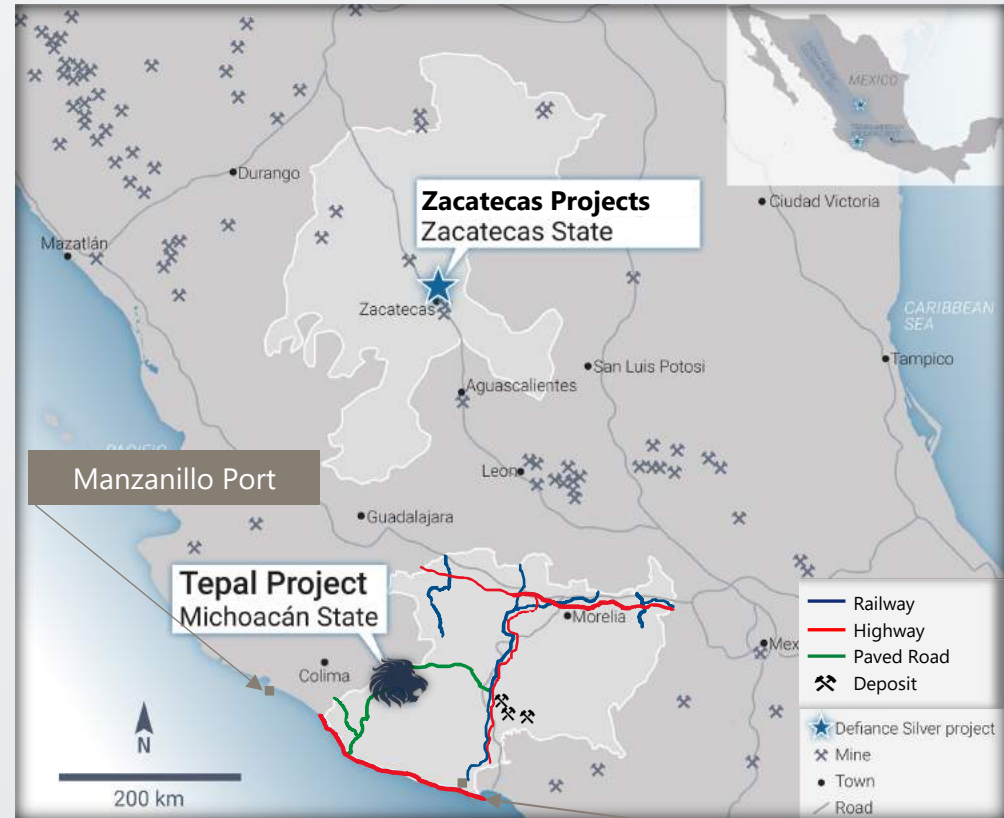 MEXICO
Durango
Ciudad Victoria
Zacatecas Projects
Zacatecas State
Mazatlán
Zacatecas
CARIBBEAN
SEA
Tampico
San Luis Potosi
Aguascalientes
PACIFIC
Leon
Manzanillo Port
Guadalajara
Tepal Project
Michoacán State
Morelia
Mex
Colima
N
200 km
Railway
Highway
Paved Road
Deposit
Defiance Silver project
Mine
Town
Road